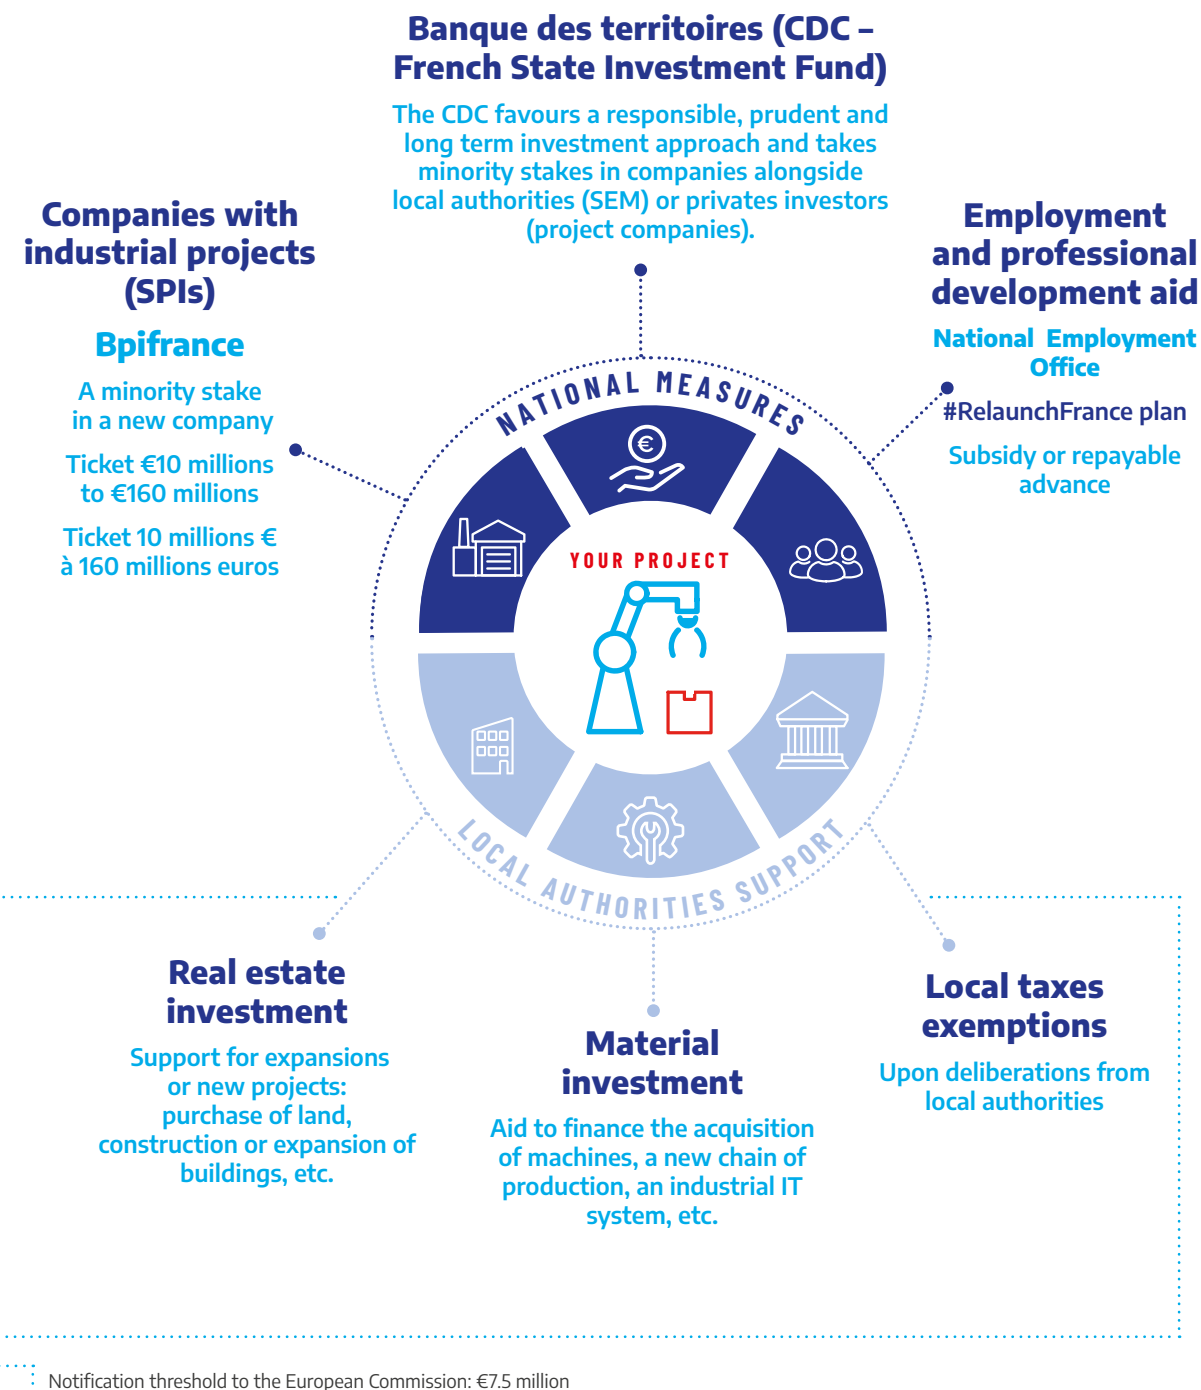 Banque des territoires (CDC –
French State Investment Fund)
The CDC favours a responsible, prudent and
long term investment approach and takes
minority stakes in companies alongside
local authorities (SEM) or privates investors
(project companies).
Companies with
industrial projects
(SPIs)
Bpifrance
A minority stake
in a new company
Ticket €10 millions
to €160 millions
Ticket 10 millions €
à 160 millions euros
Employment
and professional
development aid
National Employment
Office
#RelaunchFrance plan
Subsidy or repayable
advance
NATIONAL MEASURES
€
YOUR PROJECT
LOCAL AUTHORITIES SUPPORT
Real estate
investment
Support for expansions
or new projects:
purchase of land,
construction or expansion of
buildings, etc.
Material
investment
Aid to finance the acquisition
of machines, a new chain of
production, an industrial IT
system, etc.
Local taxes
exemptions
Upon deliberations from
local authorities
Notification threshold to the European Commission: €7.5 million